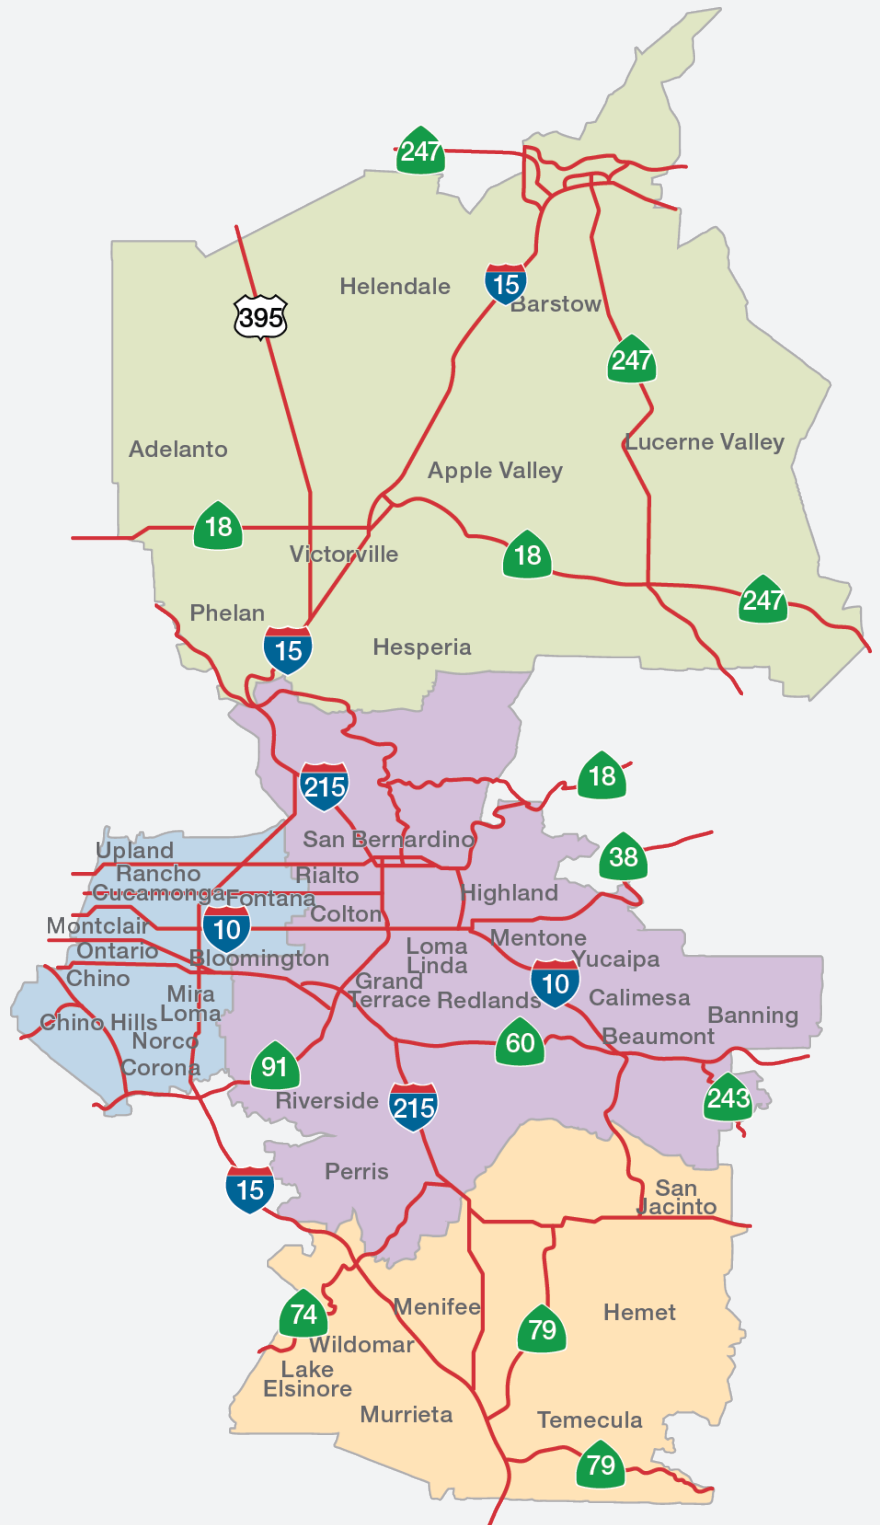 247
Helendale
15
Barstow
395
247
Adelanto
Lucerne Valley
Apple Valley
18
Victorville
18
247
Phelan
15
Hesperia
215
18
San Bernardino
38
Upland
Rancho
Cucamonga
Rialto
Fontana
Highland
Colton
Montclair
10
Ontario
Bloomington
Loma
Linda
Mentone
Yucaipa
Chino
Grand
Terrace
Redlands
10
Calimesa
Mira
Loma
Banning
Chino Hills
Norco
Corona
60
Beaumont
91
Riverside
215
243
Perris
15
San
Jacinto
74
Menifee
79
Hemet
Wildomar
Lake
Elsinore
Murrieta
Temecula
79